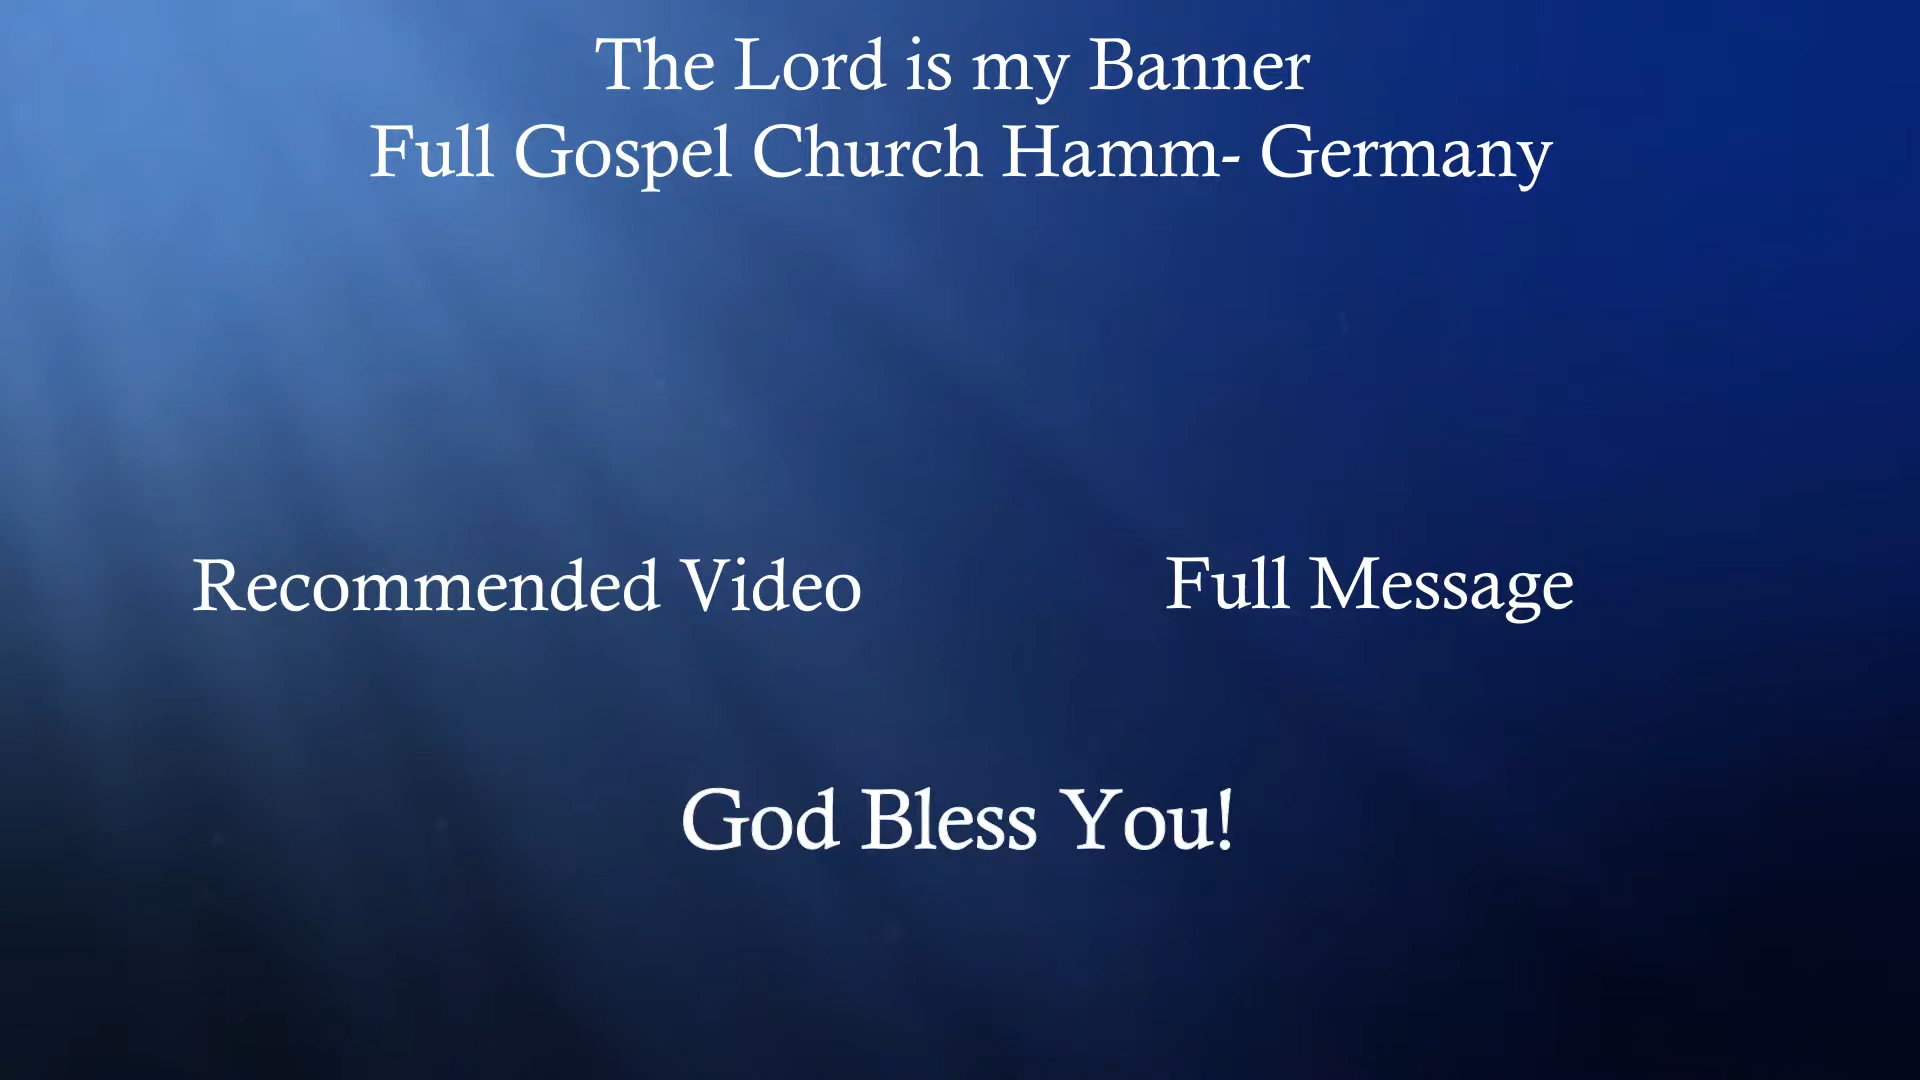 The Lord is my Banner
Full Gospel Church Hamm- Germany
Recommended Video
Full Message
God Bless You!